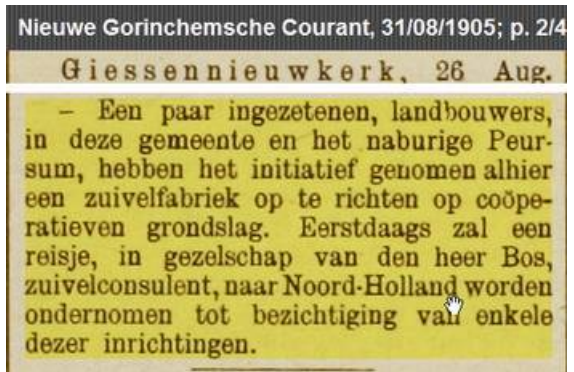 Nieuwe Gorinchemsche Courant, 31/08/1905; p. 2/4
Giessennieuwkerk, 26 Aug.
— Een paar ingezetenen, landbouwers,
in deze gemeente en het naburige Peur-
sum, hebben het initiatief genomen alhier
een zuivelfabriek op te richten op coöpe-
ratieven grondslag. Eerstdaags zal een
reisje, in gezelschap van den heer Bos,
zuivelconsulent, naar Noord-Holland worden
ondernomen tot bezichtiging van enkele
dezer inrichtingen.